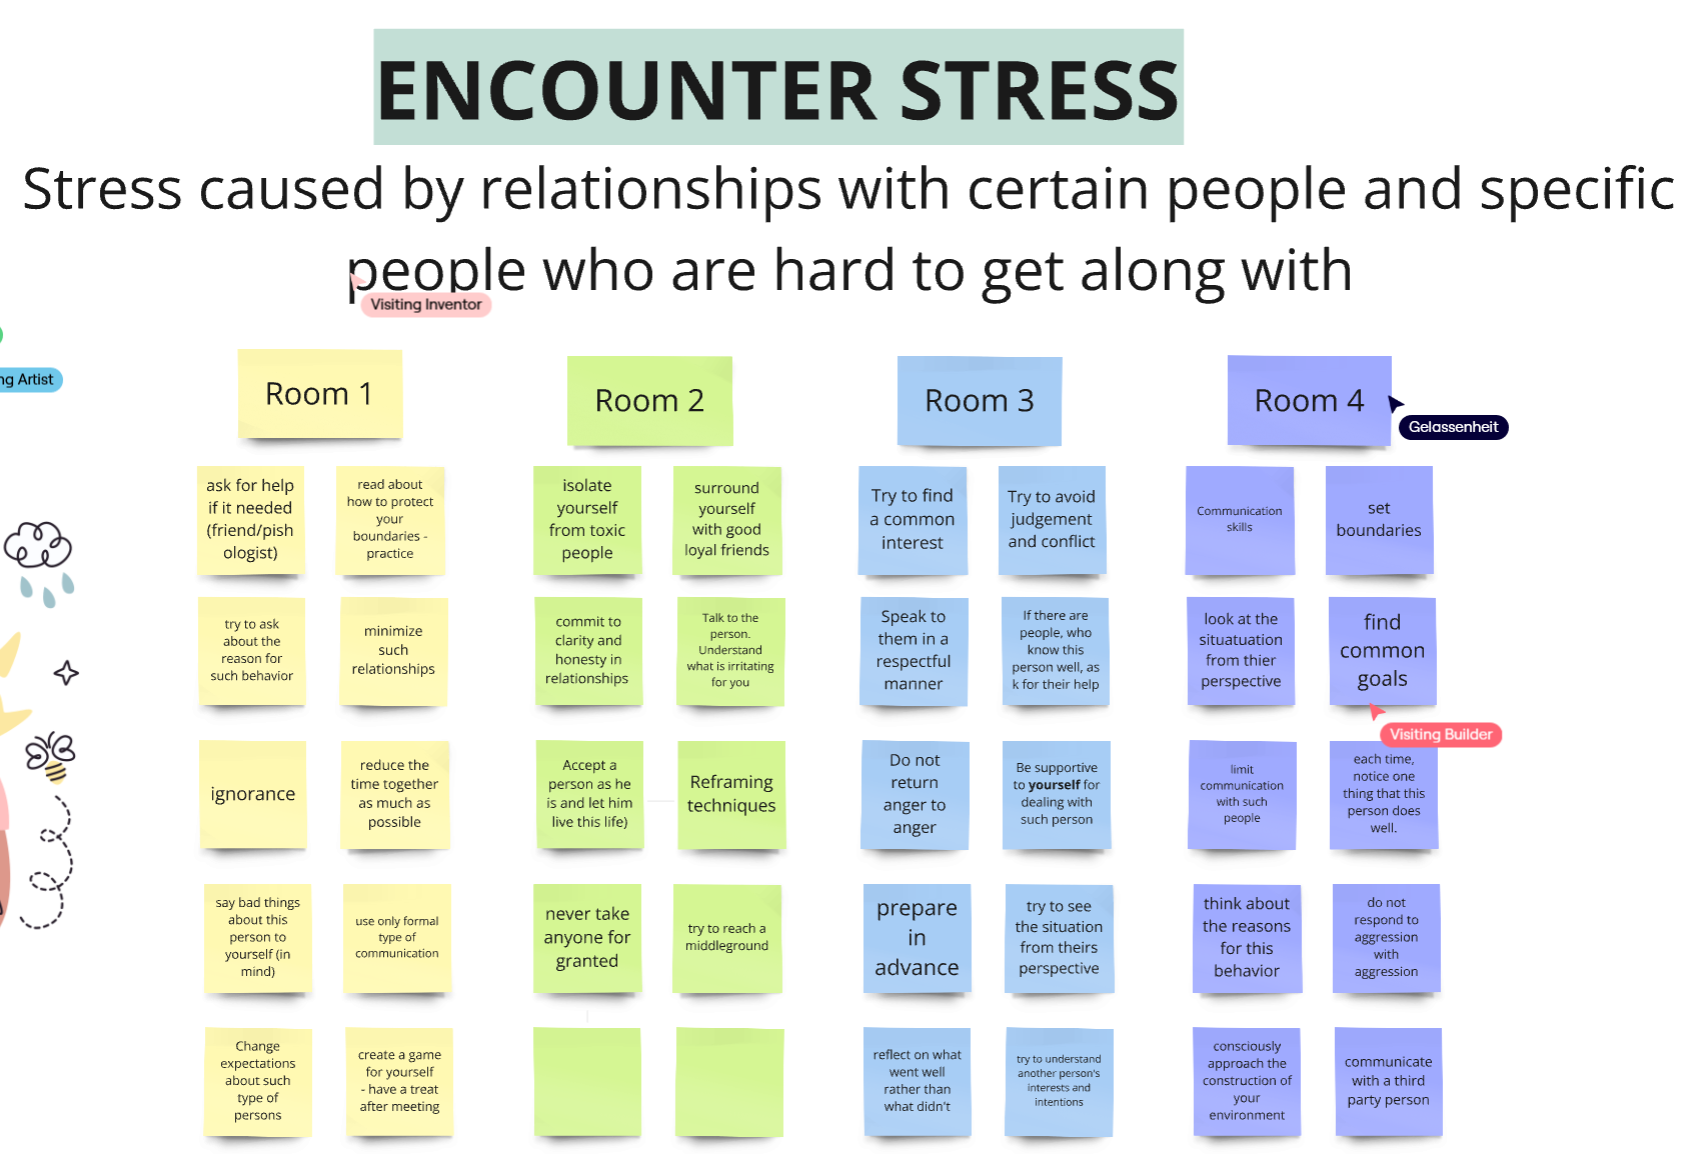 ENCOUNTER STRESS
Stress caused by relationships with certain people and specific
people who are hard to get along with
Visiting Inventor
ng Artist
Room 1
Room 2
Room 3
Room 4
Gelassenheit
ask for help
if it needed
(friend/pish
ologist)
read about
how to protect
your
boundaries -
practice
try to ask
about the
reason for
such behavior
minimize
such
relationships
ignorance
reduce the
time together
as much as
possible
say bad things
about this
person to
yourself (in
mind)
use only formal
type of
communication
Change
expectations
about such
type of
persons
create a game
for yourself
- have a treat
after meeting
isolate
yourself
from toxic
people
surround
yourself
with good
loyal friends
commit to
clarity and
honesty in
relationships
Talk to the
person.
Understand
what is irritating
for you
Accept a
person as he
is and let him
live this life)
Reframing
techniques
never take
anyone for
granted
try to reach a
middleground
Try to find
a common
interest
Try to avoid
judgement
and conflict
Speak to
them in a
respectful
manner
If there are
people, who
know this
person well, as
k for their help
Do not
return
anger to
anger
Be supportive
to yourself for
dealing with
such person
prepare
in
advance
try to see
the situation
from theirs
perspective
reflect on what
went well
rather than
what didn't
try to understand
another person's
interests and
intentions
Communication
skills
set
boundaries
look at the
situatuation
from thier
perspective
find
common
goals
Visiting Builder
limit
communication
with such
people
each time,
notice one
thing that this
person does
well.
think about
the reasons
for this
behavior
do not
respond to
aggression
with
aggression
consciously
approach the
construction of
your
environment
communicate
with a third
party person